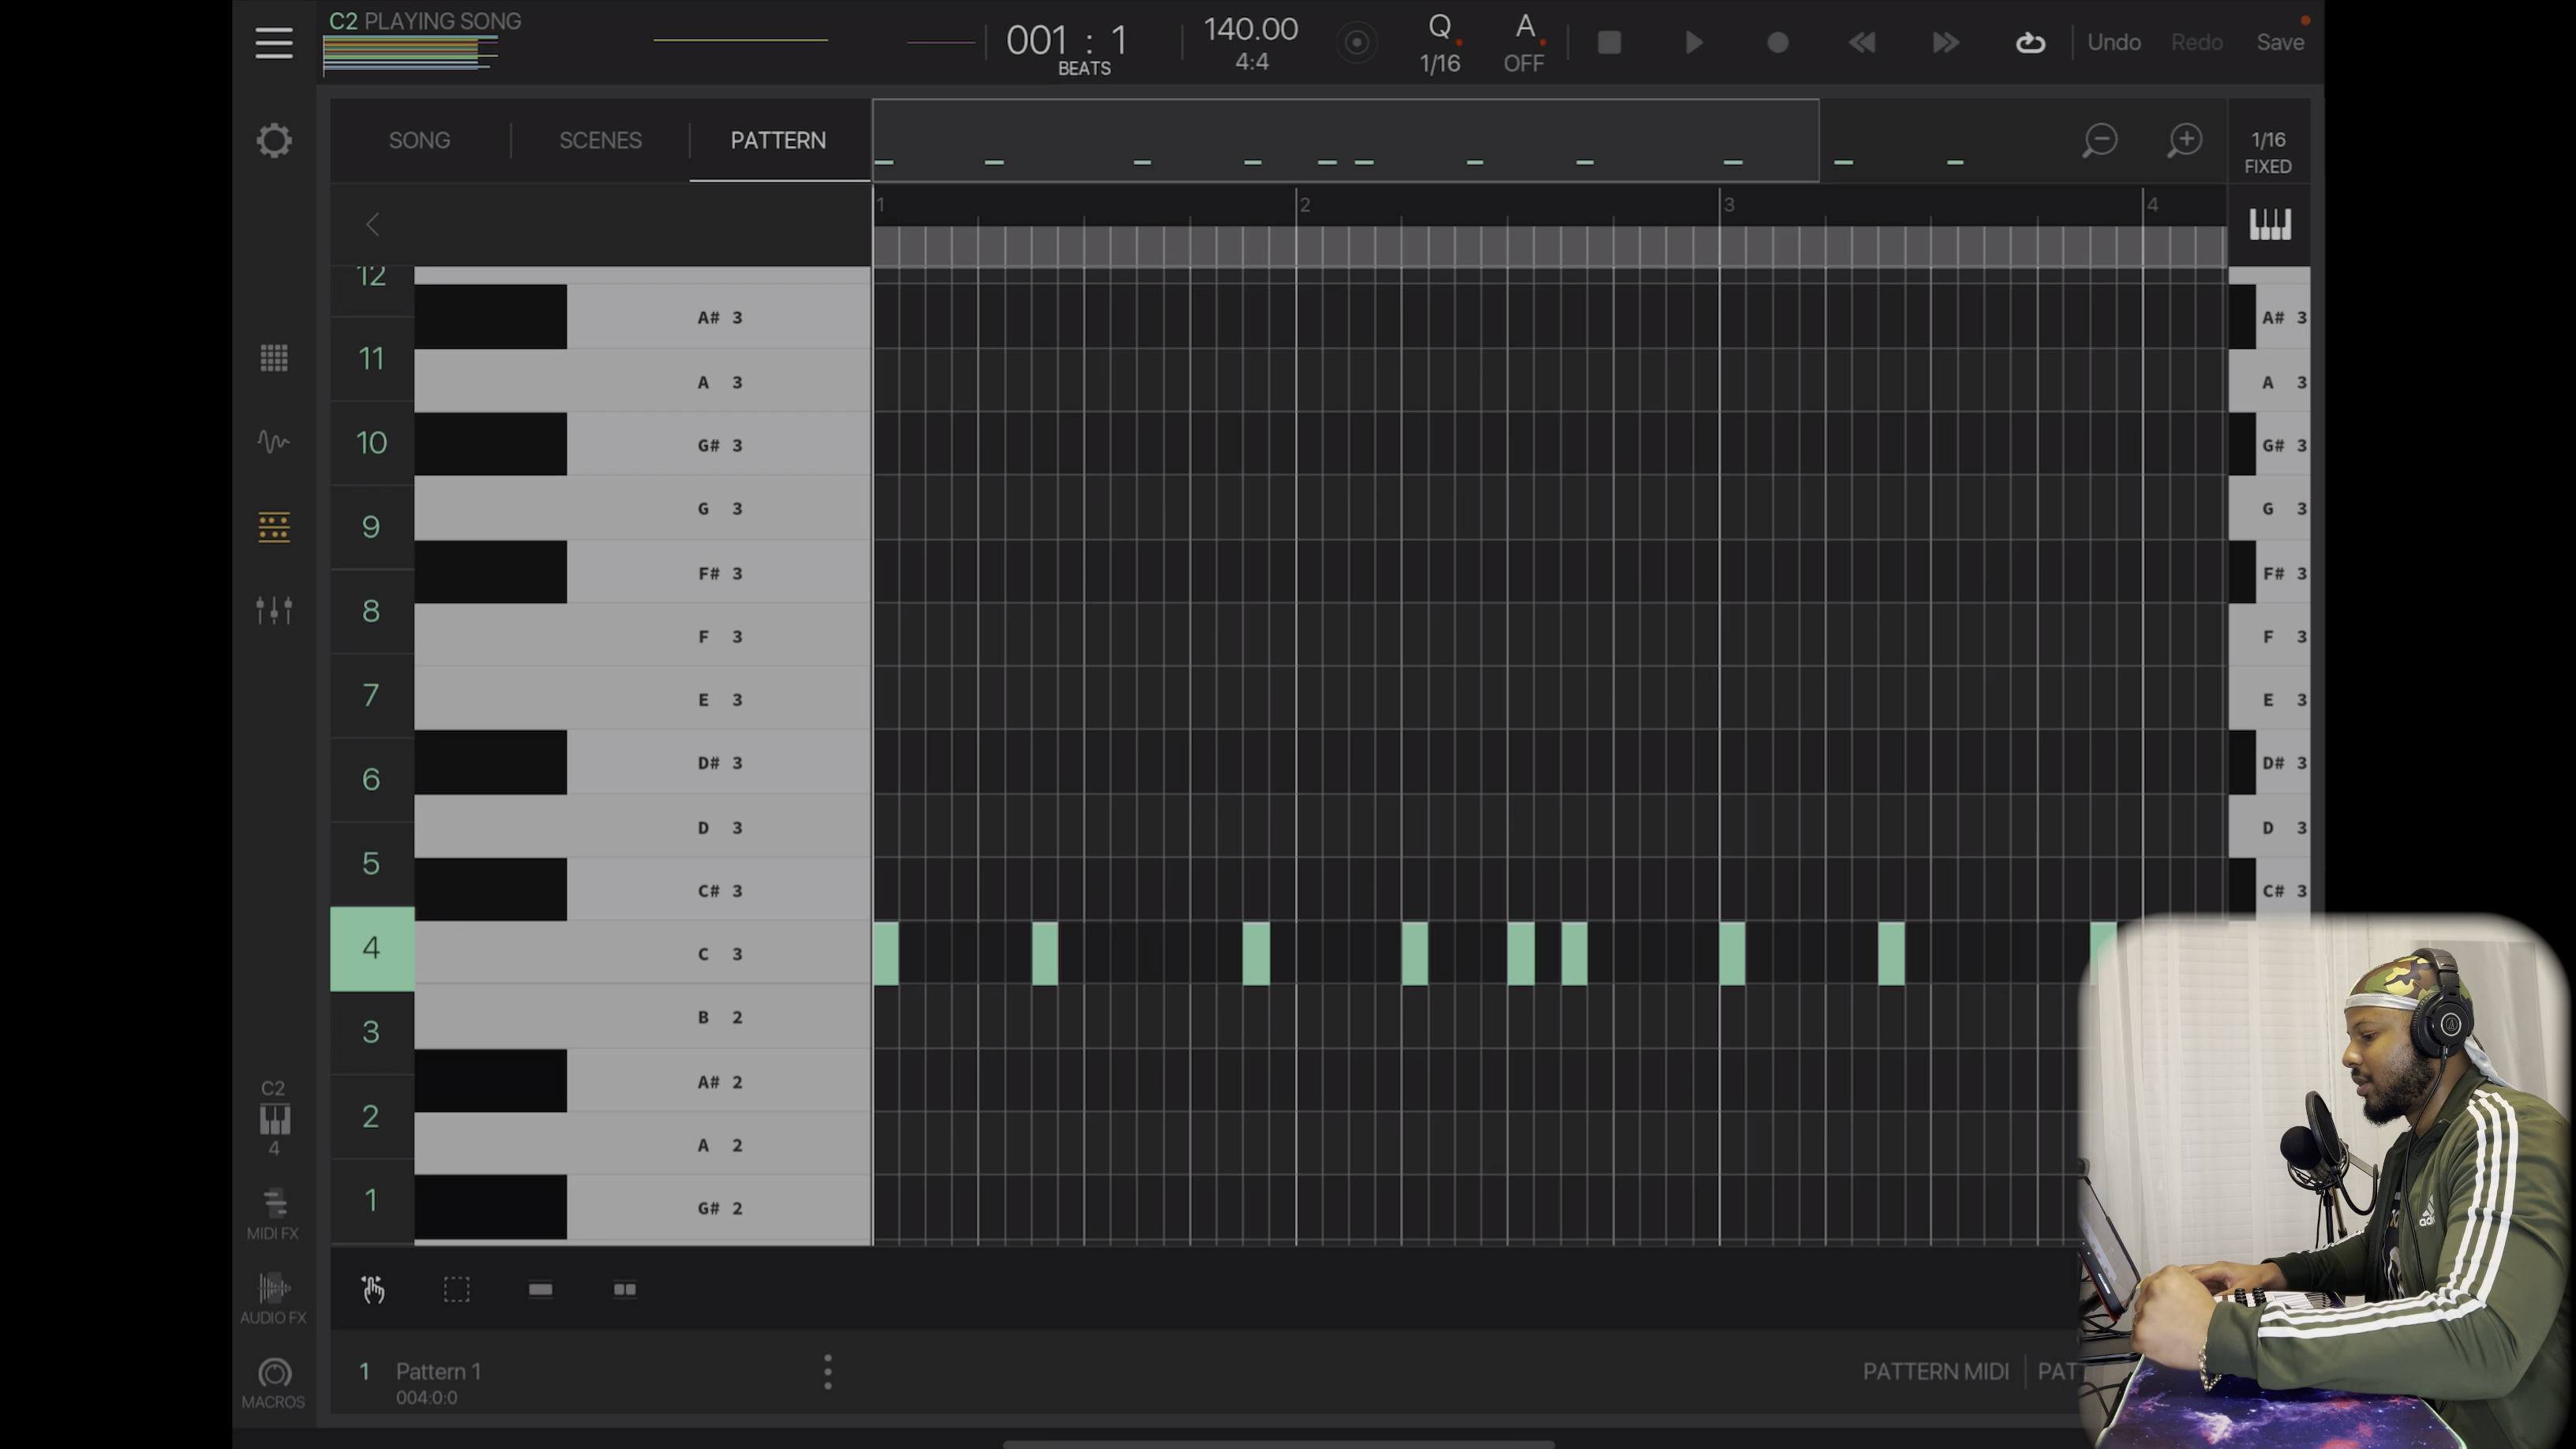 C2 PLAYING SONG
001 : 1
BEATS
140.00
4:4
Q
1/16
A
OFF
Undo
Redo
Save
SONG
SCENES
PATTERN
1/16
FIXED
1
2
3
4
12
11
10
9
8
7
6
5
4
3
2
1
A# 3
A 3
G# 3
G 3
F# 3
F 3
E 3
D# 3
D 3
C# 3
C 3
B 2
A# 2
A 2
G# 2
A# 3
A 3
G# 3
G 3
F# 3
F 3
E 3
D# 3
D 3
C# 3
C2
4
MIDI FX
AUDIO FX
MACROS
1 Pattern 1
004:0:0
PATTERN MIDI
PAT
adi